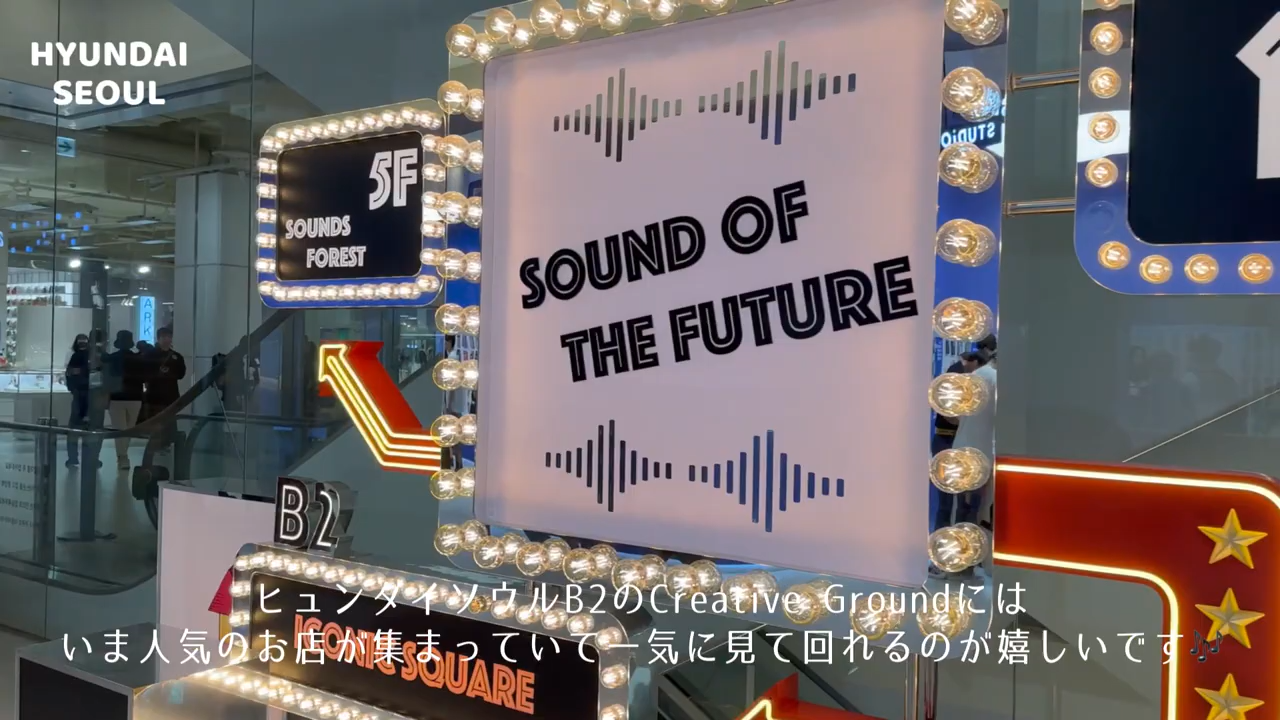 HYUNDAI
SEOUL
5F
SOUNDS
FOREST
SOUND OF
THE FUTURE
STUDIO
ARK
B2
ICONIC SQUARE
ヒュンダイソウルB2のCreative Groundには
いま人気のお店が集まっていて一気に見て回れるのが嬉しいです🎶